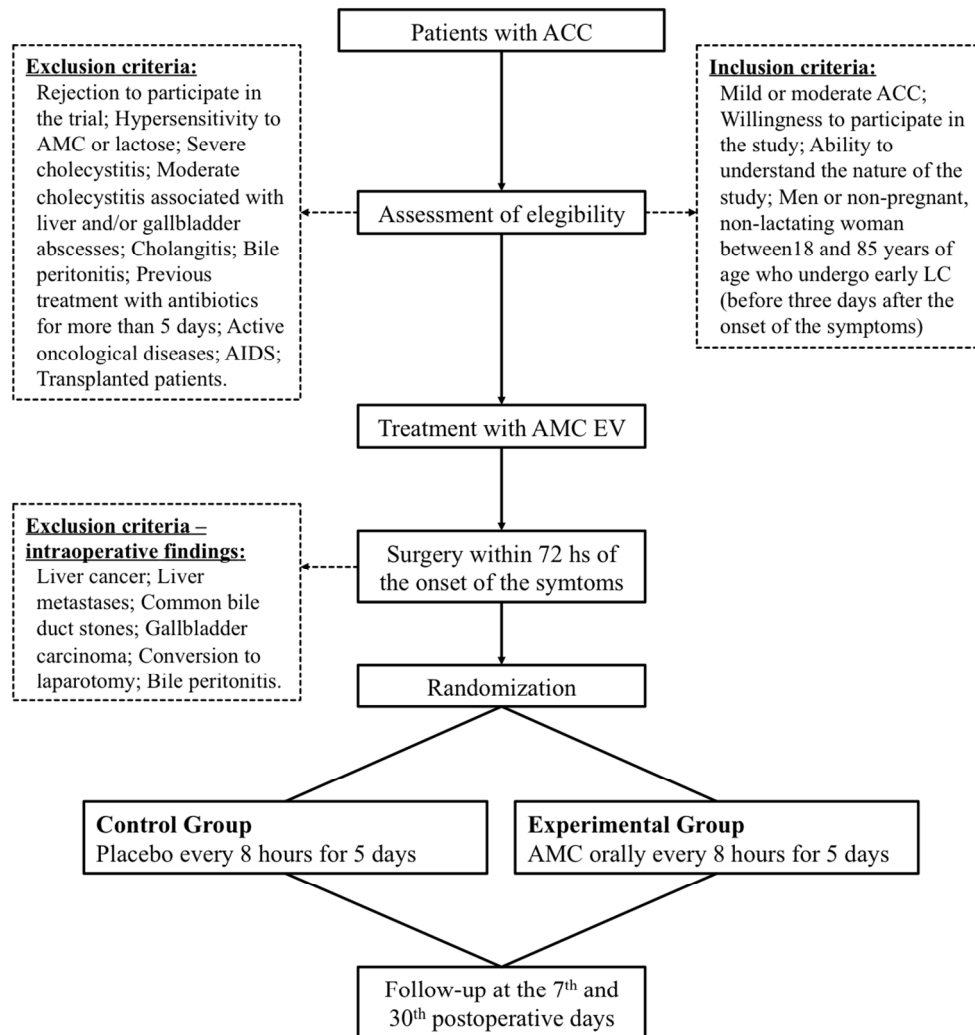 Patients with ACC
Exclusion criteria:
Rejection to participate in
the trial; Hypersensitivity to
AMC or lactose; Severe
cholecystitis; Moderate
cholecystitis associated with
liver and/or gallbladder
abscesses; Cholangitis; Bile
peritonitis; Previous
treatment with antibiotics
for more than 5 days; Active
oncological diseases; AIDS;
Transplanted patients.
Inclusion criteria:
Mild or moderate ACC;
Willingness to participate in
the study; Ability to
understand the nature of the
study; Men or non-pregnant,
non-lactating woman
between18 and 85 years of
age who undergo early LC
(before three days after the
onset of the symptoms)
Assessment of elegibility
Treatment with AMC EV
Exclusion criteria –
intraoperative findings:
Liver cancer; Liver
metastases; Common bile
duct stones; Gallbladder
carcinoma; Conversion to
laparotomy; Bile peritonitis.
Surgery within 72 hs of
the onset of the symtoms
Randomization
Control Group
Placebo every 8 hours for 5 days
Experimental Group
AMC orally every 8 hours for 5 days
Follow-up at the 7th and
30th postoperative days